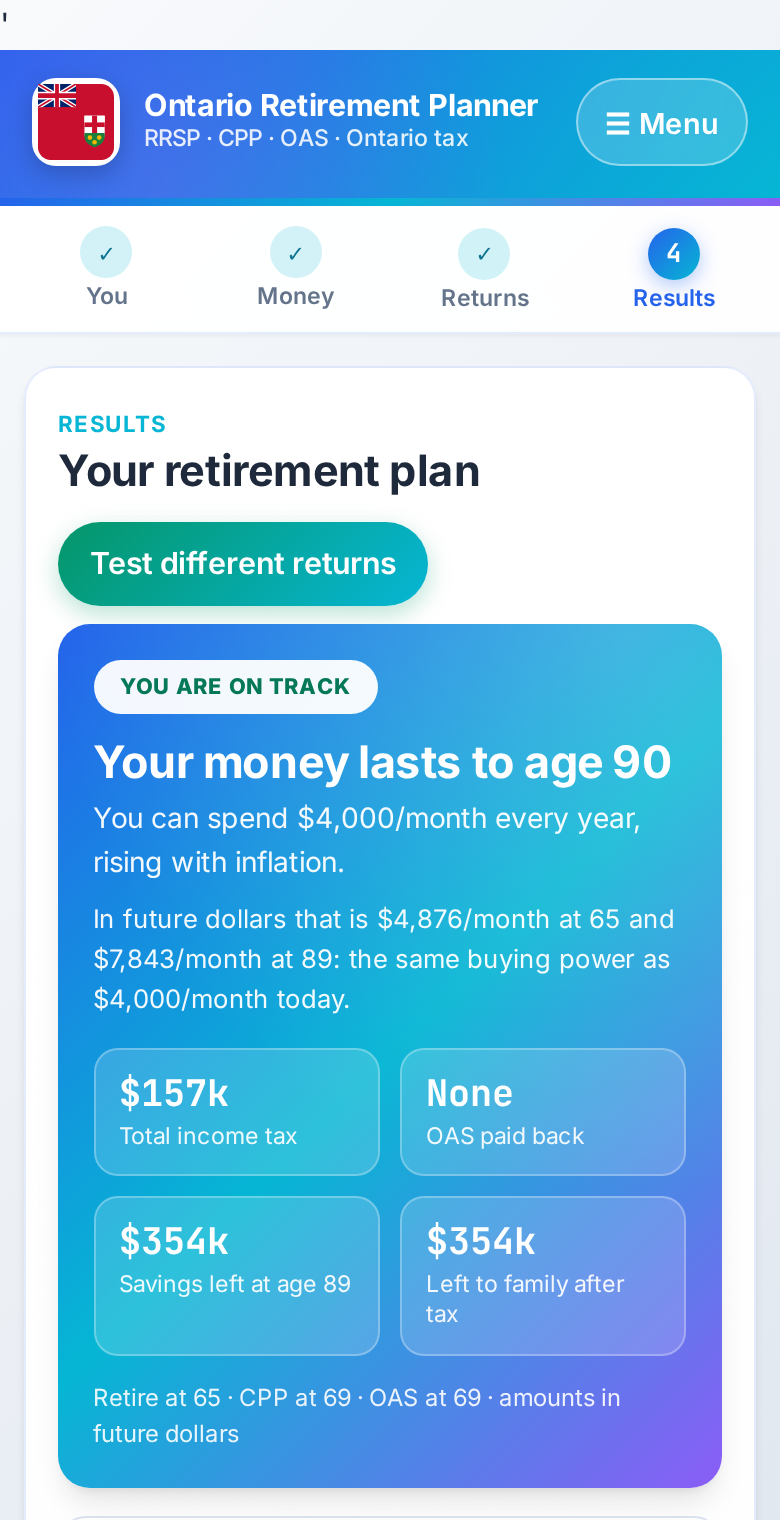 '
Ontario Retirement Planner
RRSP · CPP · OAS · Ontario tax
☰ Menu
✓ ✓ ✓ 4
You Money Returns Results
RESULTS
Your retirement plan
Test different returns
YOU ARE ON TRACK
Your money lasts to age 90
You can spend $4,000/month every year,
rising with inflation.
In future dollars that is $4,876/month at 65 and
$7,843/month at 89: the same buying power as
$4,000/month today.
$157k
Total income tax
None
OAS paid back
$354k
Savings left at age 89
$354k
Left to family after
tax
Retire at 65 · CPP at 69 · OAS at 69 · amounts in
future dollars